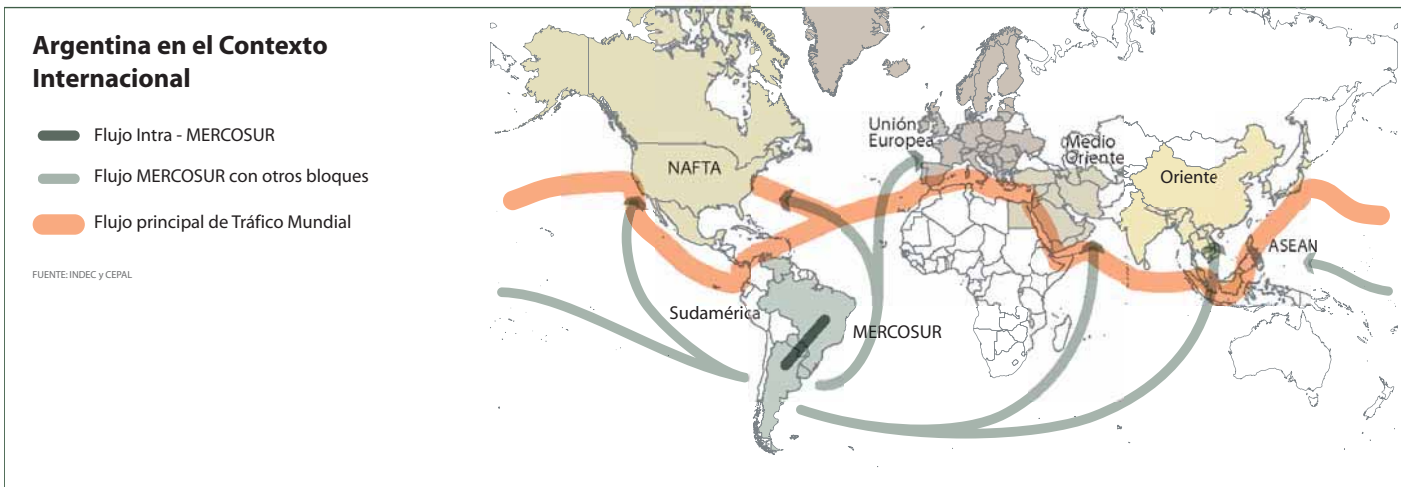 Argentina en el Contexto
Internacional
Flujo Intra - MERCOSUR
Flujo MERCOSUR con otros bloques
Flujo principal de Tráfico Mundial
FUENTE: INDEC y CEPAL
NAFTA
Unión
Europea
Medio
Oriente
Oriente
ASEAN
Sudamérica
MERCOSUR